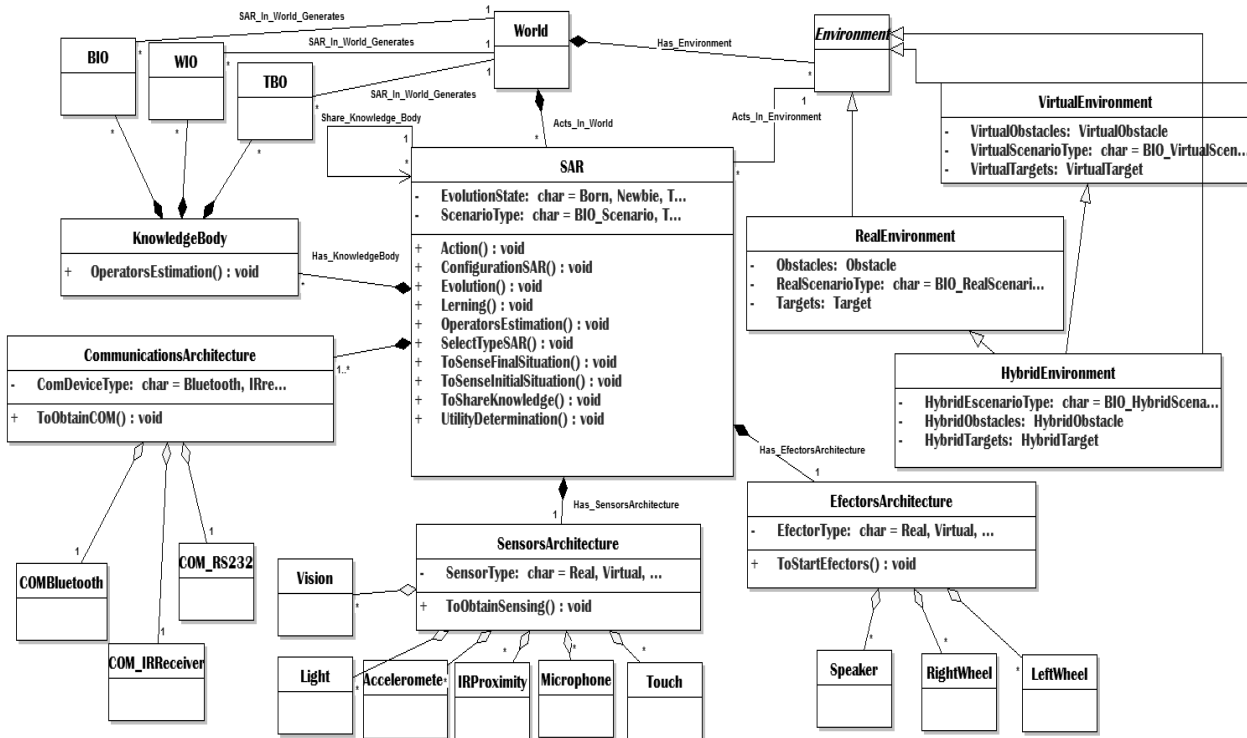 SAR_In_World_Generates
1
World
Environment
BIO
*
SAR_In_World_Generates
1
Has_Environment
WIO
*
1
*
TBO
SAR_In_World_Generates
*
1
VirtualEnvironment
- VirtualObstacles: VirtualObstacle
- VirtualScenarioType: char = BIO_VirtualScen...
- VirtualTargets: VirtualTarget
Share_Knowledge_Body
1
*
Acts_In_World
*
Acts_In_Environment
1
*
* * *
SAR
- EvolutionState: char = Born, Newbie, T...
- ScenarioType: char = BIO_Scenario, T...
+ Action() : void
+ ConfigurationSAR() : void
+ Evolution() : void
+ Lerning() : void
+ OperatorsEstimation() : void
+ SelectTypeSAR() : void
+ ToSenseFinalSituation() : void
+ ToSenseInitialSituation() : void
+ ToShareKnowledge() : void
+ UtilityDetermination() : void
KnowledgeBody
+ OperatorsEstimation() : void
Has_KnowledgeBody
*
RealEnvironment
- Obstacles: Obstacle
- RealScenarioType: char = BIO_RealScenari...
- Targets: Target
CommunicationsArchitecture
- ComDeviceType: char = Bluetooth, IRre...
+ ToObtainCOM() : void
1..*
HybridEnvironment
- HybridEscenarioType: char = BIO_HybridScena...
- HybridObstacles: HybridObstacle
- HybridTargets: HybridTarget
Has_EfectorsArchitecture
1
Has_SensorsArchitecture
1
EfectorsArchitecture
- EfectorType: char = Real, Virtual, ...
+ ToStartEfectors() : void
SensorsArchitecture
- SensorType: char = Real, Virtual, ...
+ ToObtainSensing() : void
1
COMBluetooth
1
COM_IRReceiver
1
COM_RS232
Vision
*
Light
*
Acceleromete
*
IRProximity
*
Microphone
*
Touch
*
Speaker
*
RightWheel
*
LeftWheel
*